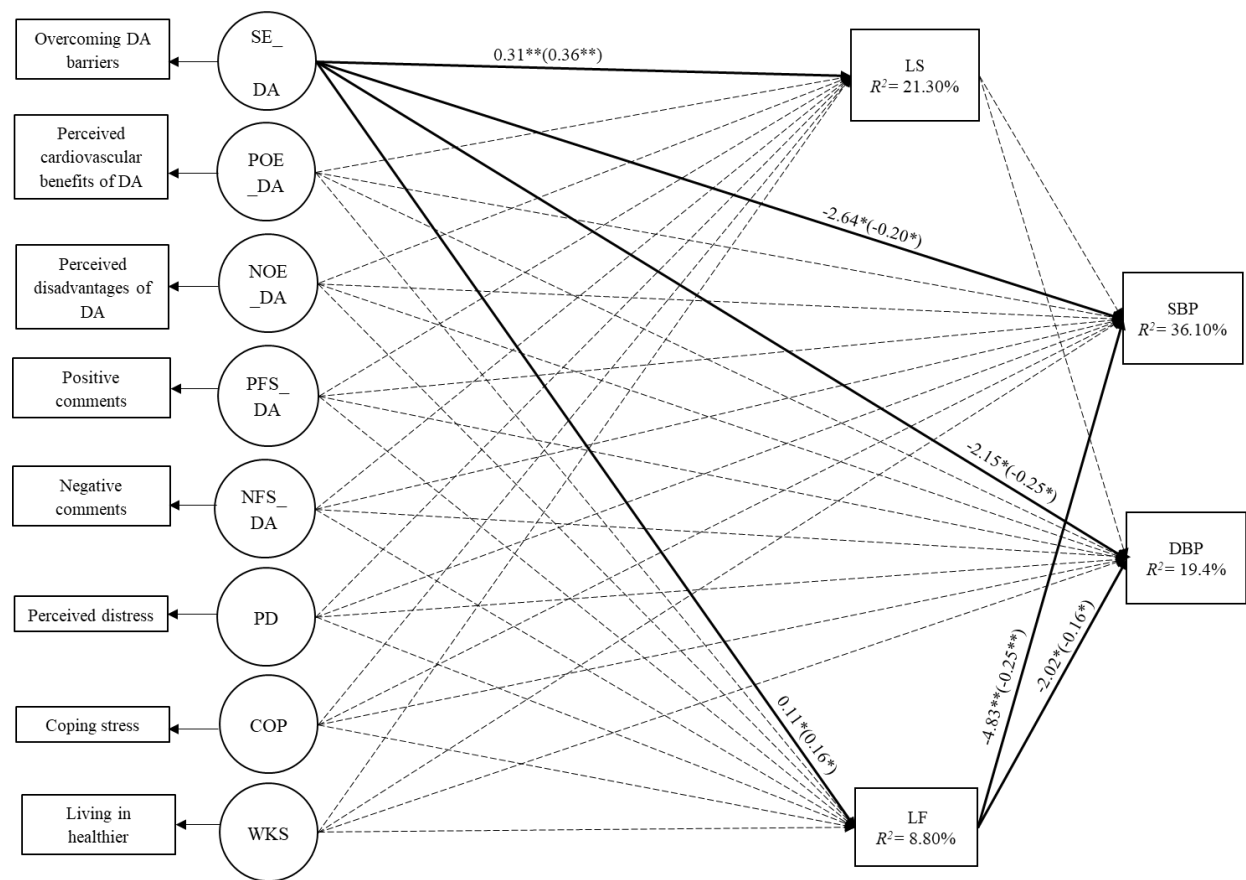 Overcoming DA
barriers
SE_
DA
0.31**(0.36**)
LS
R²= 21.30%
Perceived
cardiovascular
benefits of DA
POE
_DA
-2.64*(-0.20*)
Perceived
disadvantages of
DA
NOE
_DA
SBP
R²= 36.10%
Positive
comments
PFS_
DA
-2.15*(-0.25*)
Negative
comments
NFS_
DA
DBP
R²= 19.4%
Perceived distress
PD
-4.83**(-0.25**)
-2.02*(-0.16*)
Coping stress
COP
0.11*(0.16*)
Living in
healthier
WKS
LF
R²= 8.80%